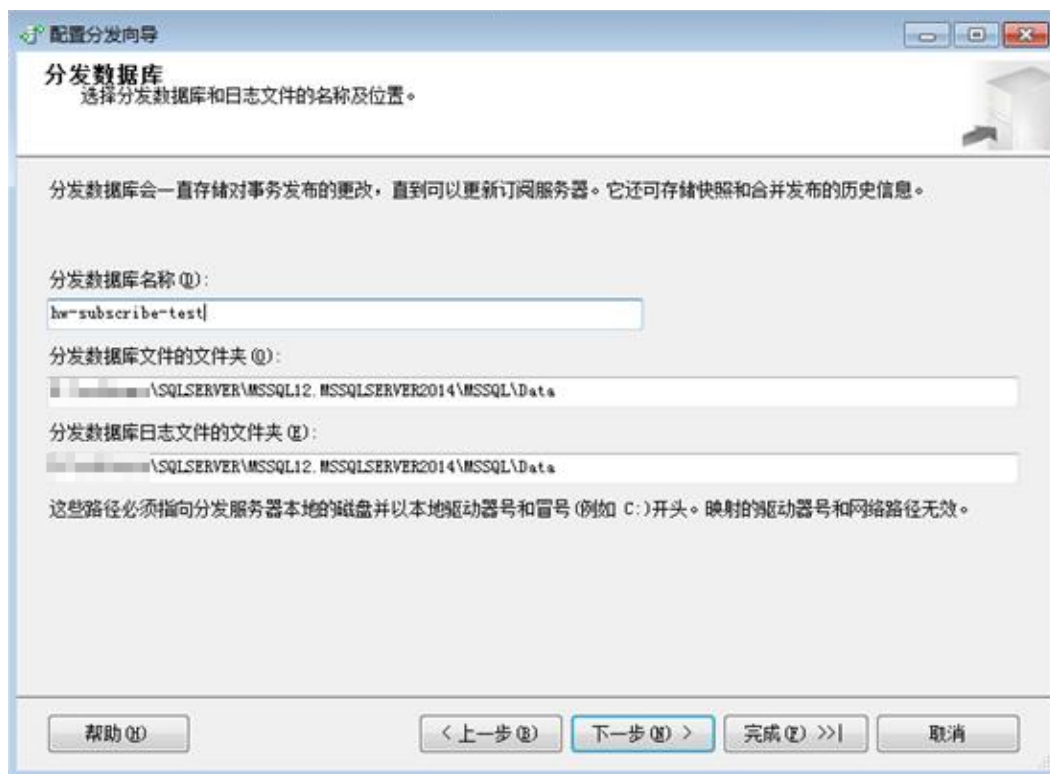 配置分发向导
分发数据库
选择分发数据库和日志文件的名称及位置。
分发数据库会一直存储对事务发布的更改，直到可以更新订阅服务器。它还可存储快照和合并发布的历史信息。
分发数据库名称(D):
hw-subscribe-test
分发数据库文件的文件夹(O):
\SQLSERVER\MSSQL12.MSSQLSERVER2014\MSSQL\Data
分发数据库日志文件的文件夹(E):
\SQLSERVER\MSSQL12.MSSQLSERVER2014\MSSQL\Data
这些路径必须指向分发服务器本地的磁盘并以本地驱动器号和冒号(例如 C:)开头。映射的驱动器号和网络路径无效。
帮助(H) <上一步(B) 下一步(N)> 完成(F) >>| 取消